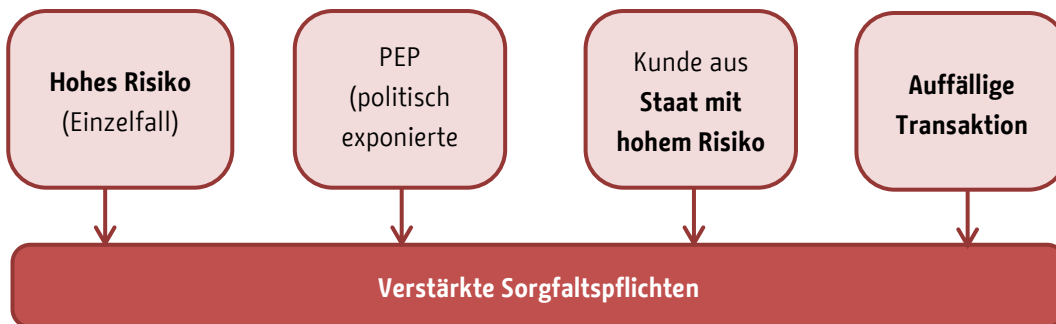 Hohes Risiko
(Einzelfall)
PEP
(politisch
exponierte
Kunde aus
Staat mit
hohem Risiko
Auffällige
Transaktion
Verstärkte Sorgfaltspflichten